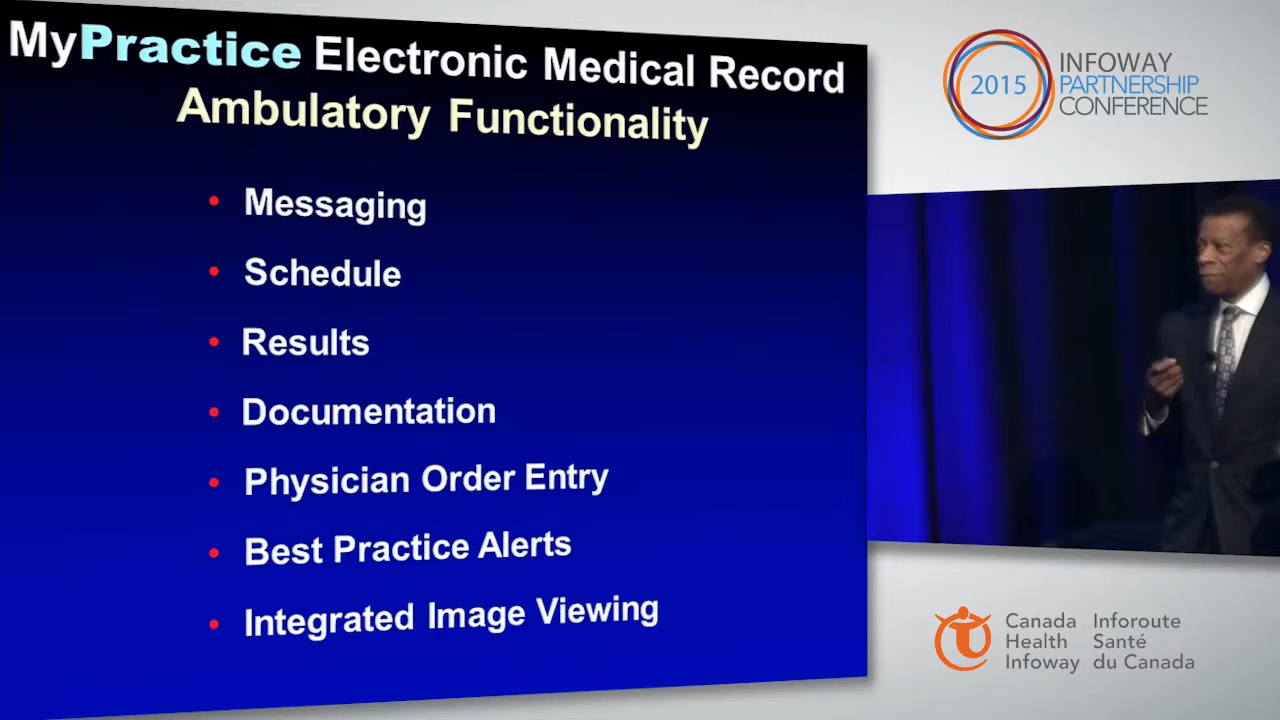 MyPractice Electronic Medical Record
Ambulatory Functionality
• Messaging
• Schedule
• Results
• Documentation
• Physician Order Entry
• Best Practice Alerts
• Integrated Image Viewing
2015
INFOWAY
PARTNERSHIP
CONFERENCE
Canada
Health
Infoway
Inforoute
Santé
du Canada